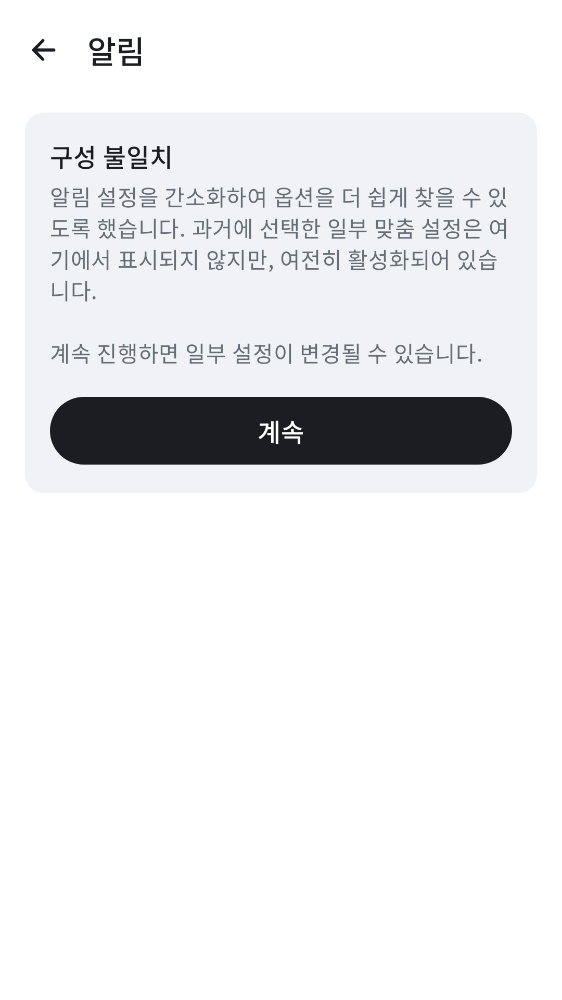 알림
구성 불일치
알림 설정을 간소화하여 옵션을 더 쉽게 찾을 수 있
도록 했습니다. 과거에 선택한 일부 맞춤 설정은 여
기에서 표시되지 않지만, 여전히 활성화되어 있습
니다.
계속 진행하면 일부 설정이 변경될 수 있습니다.
계속